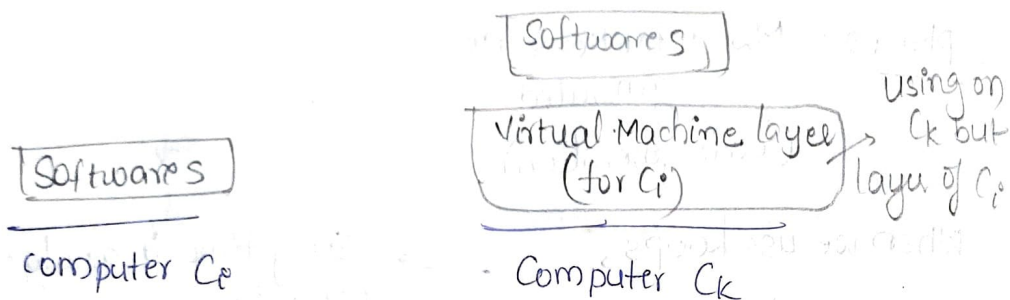 Softwares
Virtual Machine layer
(for Ci)
using on
Ck but
layer of Ci
Softwares
Computer Ci
Computer CK